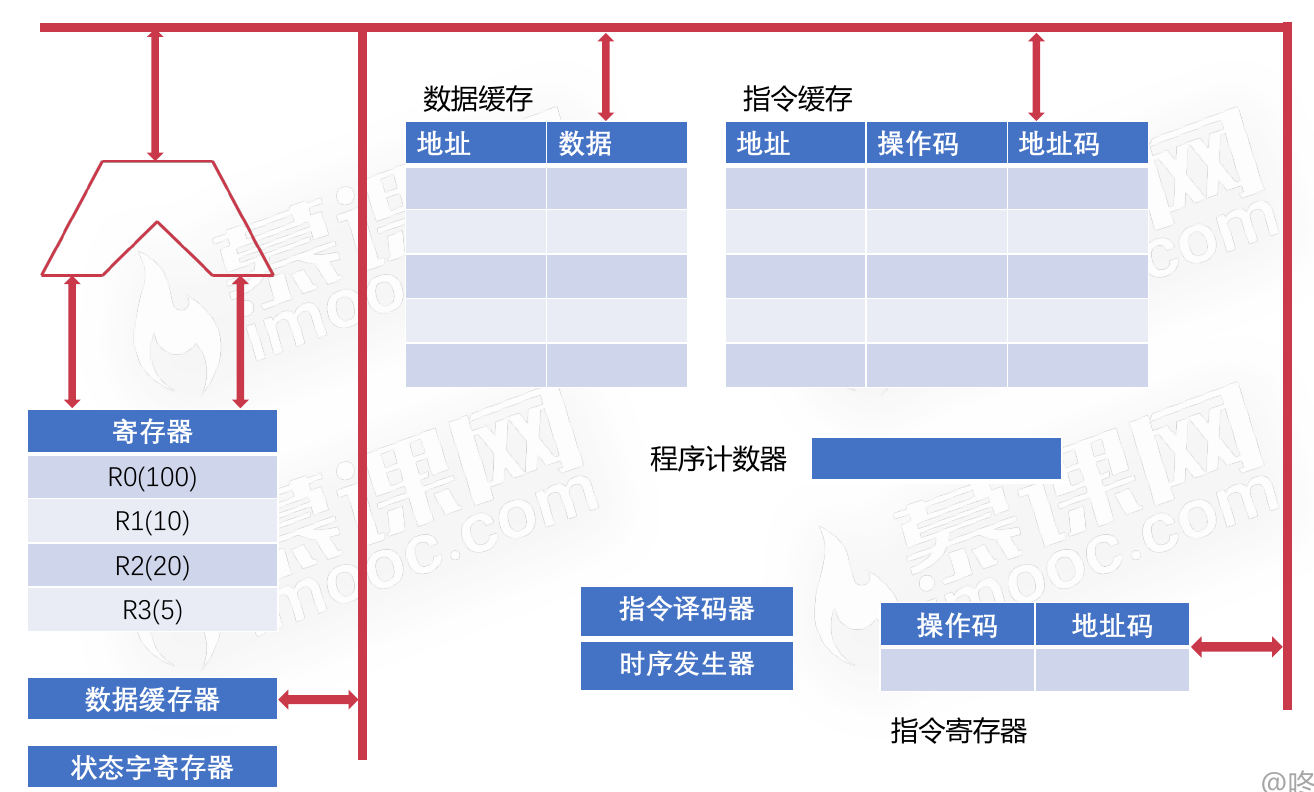 数据缓存
指令缓存
地址 数据
地址 操作码 地址码
寄存器
R0(100)
R1(10)
R2(20)
R3(5)
程序计数器
指令译码器
时序发生器
操作码 地址码
指令寄存器
数据缓存器
状态字寄存器
慕课网
imooc.com
慕课网
imooc.com
慕课网
imooc.com
慕课网
imooc.com
@咚